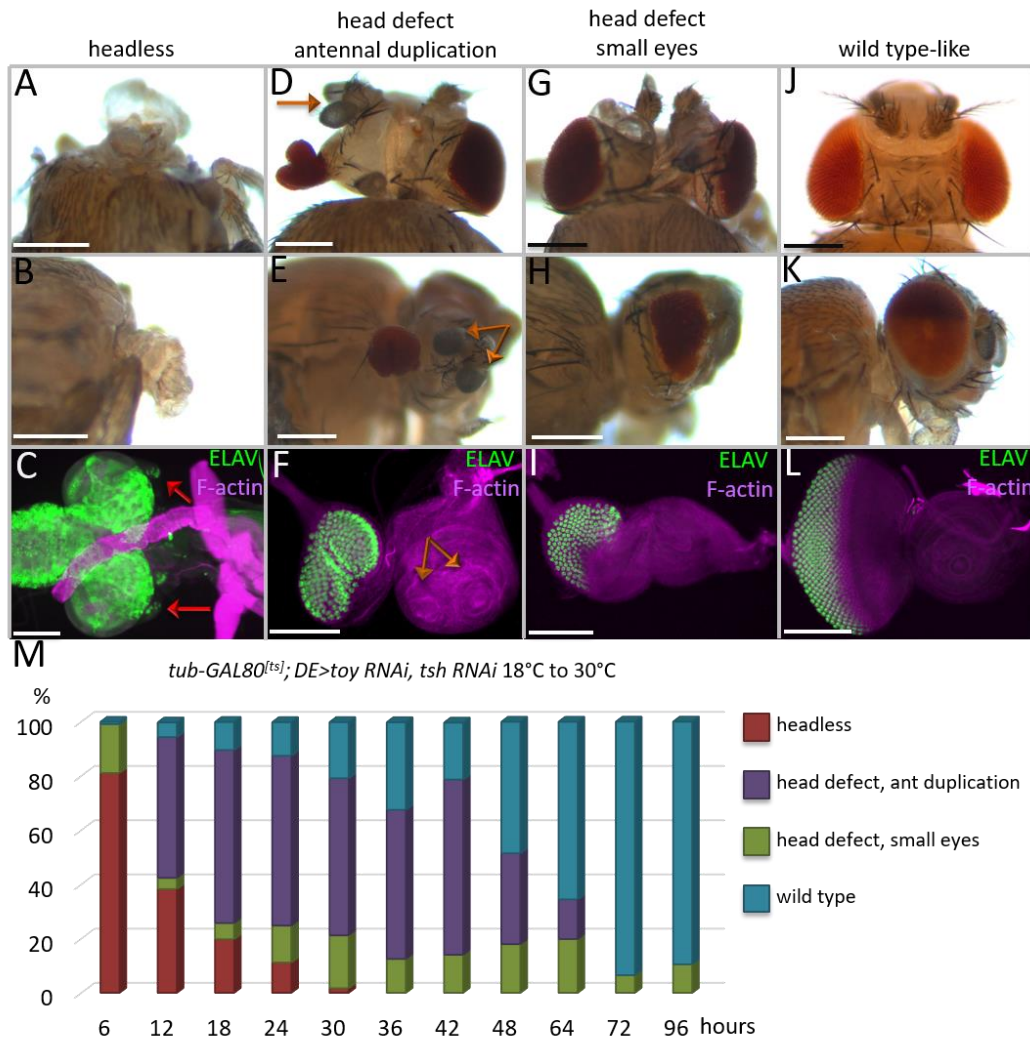 headless
head defect
antennal duplication
head defect
small eyes
wild type-like
A
D
G
J
B
E
H
K
C
ELAV
F-actin
F
ELAV
F-actin
I
ELAV
F-actin
L
ELAV
F-actin
M
tub-GAL80[ts]; DE>toy RNAi, tsh RNAi 18°C to 30°C
%
100
80
60
40
20
0
6 12 18 24 30 36 42 48 64 72 96 hours
headless
head defect, ant duplication
head defect, small eyes
wild type